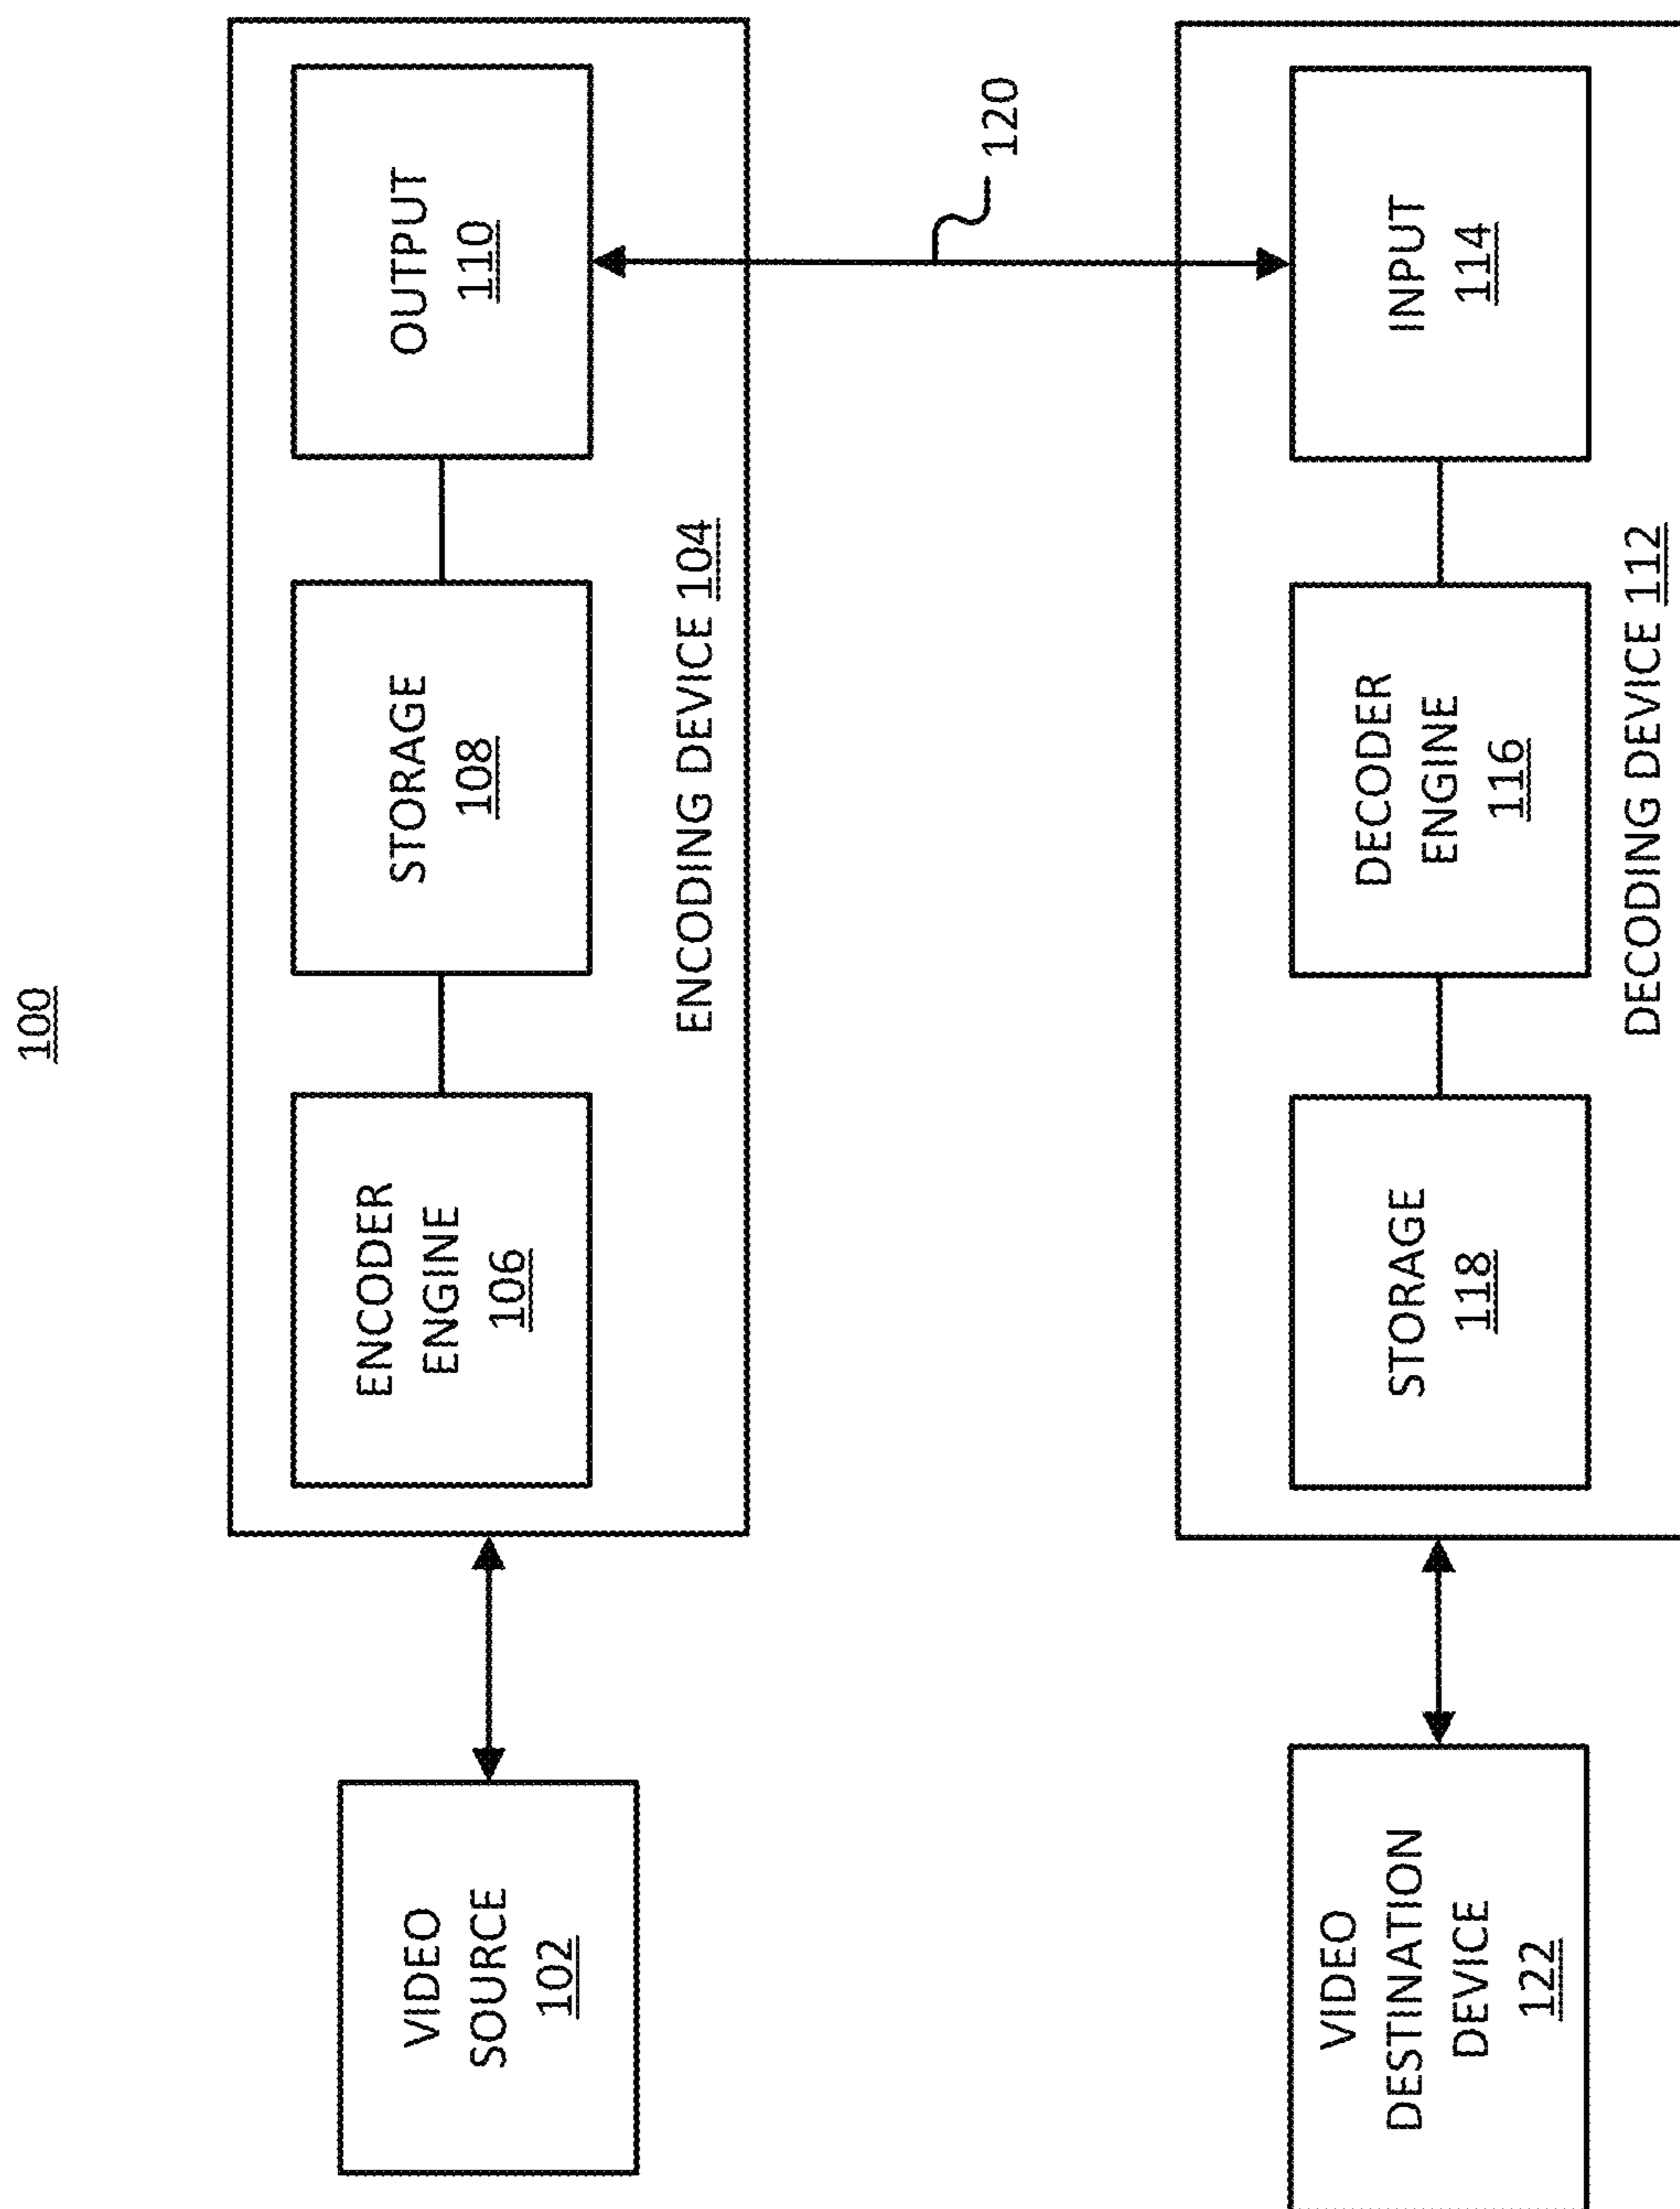 100
VIDEO
SOURCE
102
ENCODER
ENGINE
106
STORAGE
108
OUTPUT
110
ENCODING DEVICE 104
120
VIDEO
DESTINATION
DEVICE
122
STORAGE
118
DECODER
ENGINE
116
INPUT
114
DECODING DEVICE 112